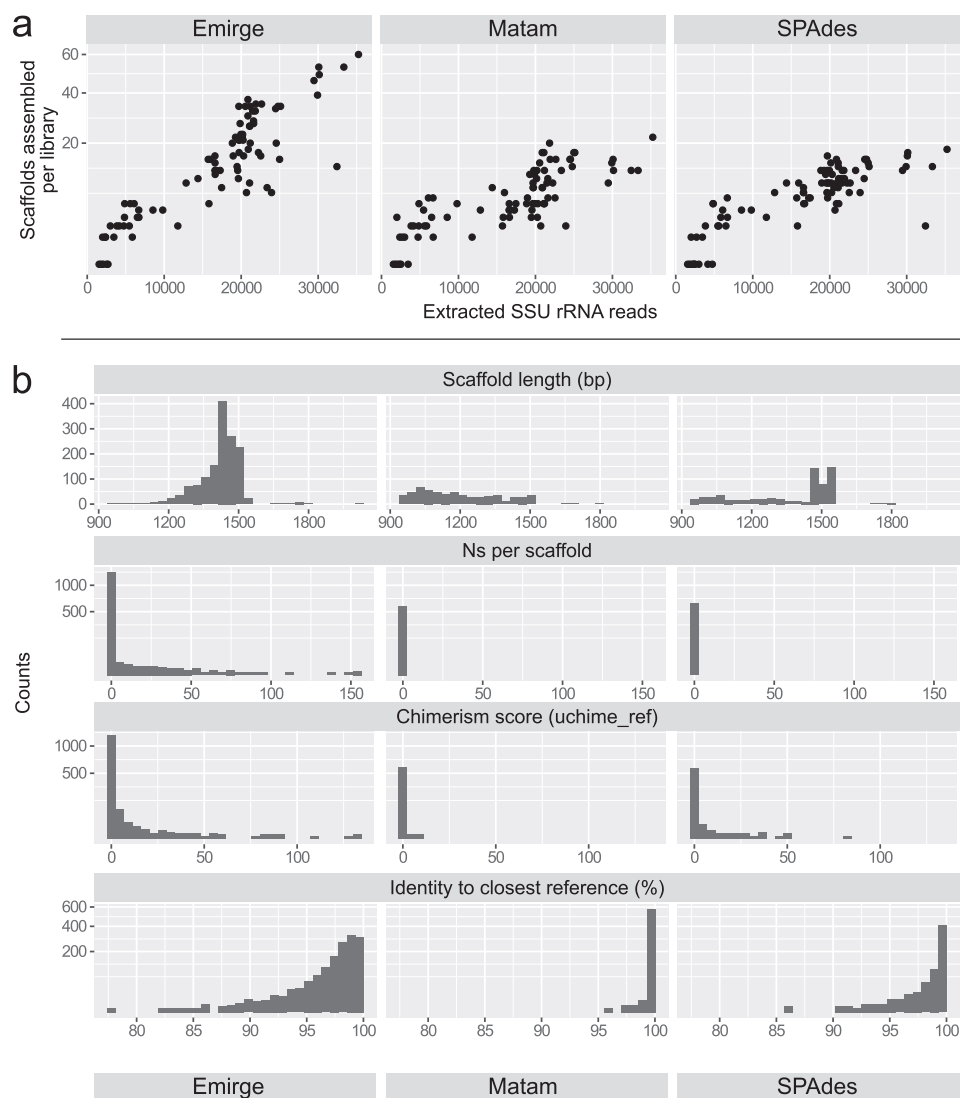 a
Emirge Matam SPAdes
Scaffolds assembled
per library
60
40
20
0 10000 20000 30000 0 10000 20000 30000 0 10000 20000 30000
Extracted SSU rRNA reads
b
Scaffold length (bp)
400
300
200
100
0
900 1200 1500 1800 900 1200 1500 1800 900 1200 1500 1800
Ns per scaffold
1000
500
0 50 100 150 0 50 100 150 0 50 100 150
Counts
Chimerism score (uchime_ref)
1000
500
0 50 100 0 50 100 0 50 100
Identity to closest reference (%)
600
400
200
80 85 90 95 100 80 85 90 95 100 80 85 90 95 100
Emirge Matam SPAdes